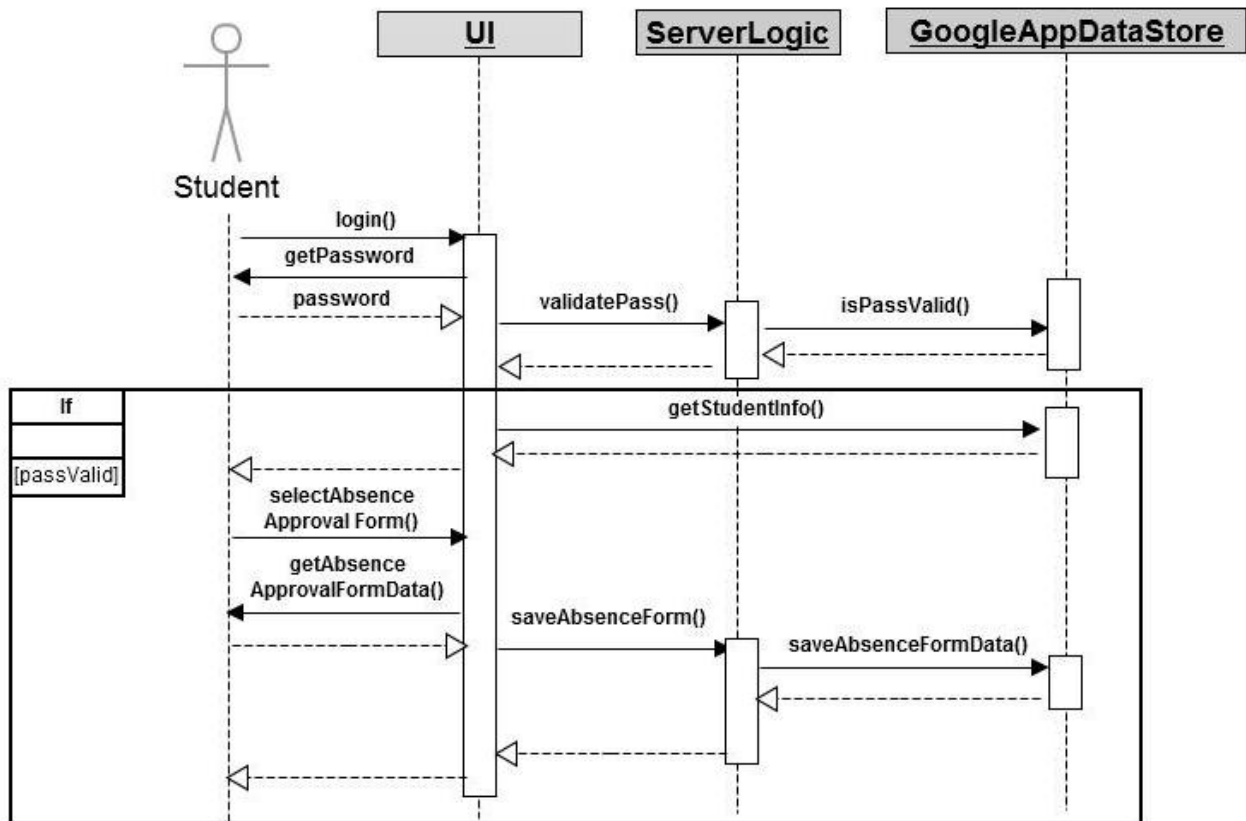 UI
ServerLogic
GoogleAppDataStore
Student
login()
getPassword
password
validatePass()
isPassValid()
If
[passValid]
getStudentInfo()
selectAbsence
Approval Form()
getAbsence
ApprovalFormData()
saveAbsenceForm()
saveAbsenceFormData()